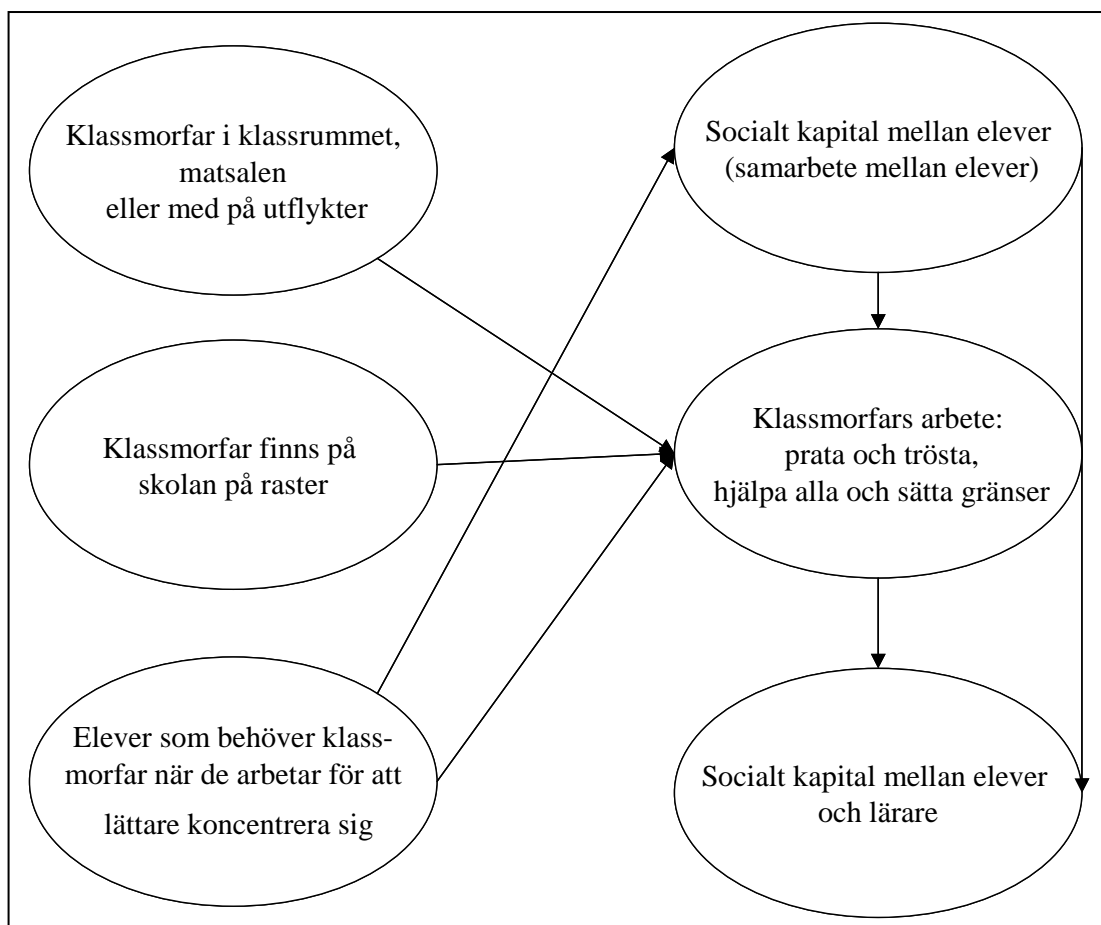 Klassmorfar i klassrummet,
matsalen
eller med på utflykter
Klassmorfar finns på
skolan på raster
Elever som behöver klass-
morfar när de arbetar för att
lättare koncentrera sig
Socialt kapital mellan elever
(samarbete mellan elever)
Klassmorfars arbete:
prata och trösta,
hjälpa alla och sätta gränser
Socialt kapital mellan elever
och lärare